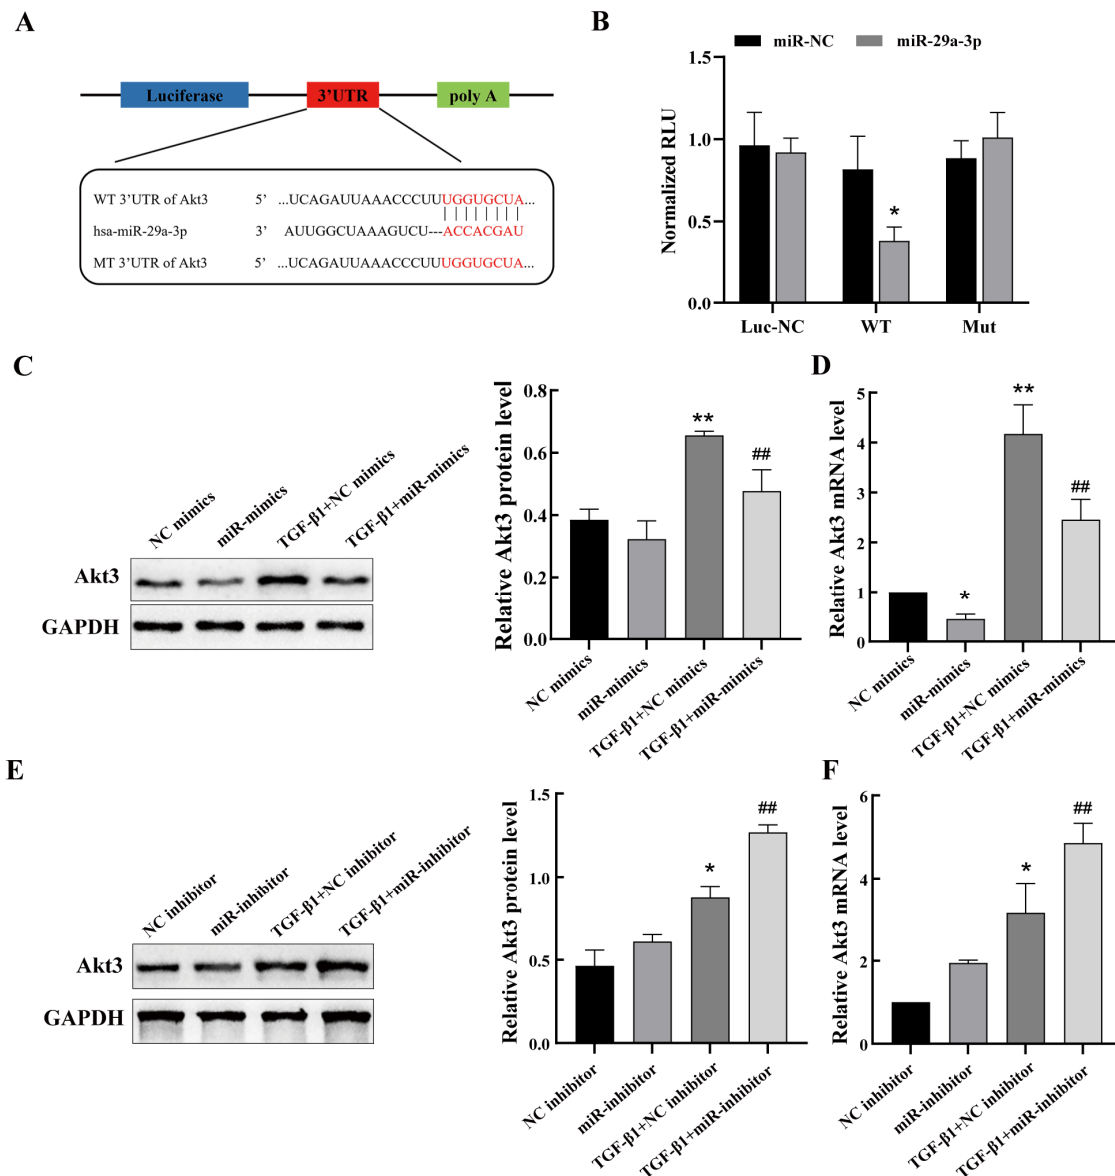 A
Luciferase 3'UTR poly A
WT 3'UTR of Akt3 5' ...UCAGAUUAAACCCUUUGGUGCUA...
hsa-miR-29a-3p 3' AUUGGCUAAAGUCU---ACCACGAU
MT 3'UTR of Akt3 5' ...UCAGAUUAAACCCUUUGGUGCUA...
B
miR-NC miR-29a-3p
Normalized RLU
1.5
1.0
0.5
0.0
*
Luc-NC WT Mut
C
NC mimics
miR-mimics
TGF-β1+NC mimics
TGF-β1+miR-mimics
Akt3
GAPDH
Relative Akt3 protein level
0.8
0.6
0.4
0.2
0.0
**
##
NC mimics
miR-mimics
TGF-β1+NC mimics
TGF-β1+miR-mimics
D
Relative Akt3 mRNA level
5
4
3
2
1
0
*
**
##
NC mimics
miR-mimics
TGF-β1+NC mimics
TGF-β1+miR-mimics
E
NC inhibitor
miR-inhibitor
TGF-β1+NC inhibitor
TGF-β1+miR-inhibitor
Akt3
GAPDH
Relative Akt3 protein level
1.5
1.0
0.5
0.0
*
##
NC inhibitor
miR-inhibitor
TGF-β1+NC inhibitor
TGF-β1+miR-inhibitor
F
Relative Akt3 mRNA level
6
4
2
0
*
##
NC inhibitor
miR-inhibitor
TGF-β1+NC inhibitor
TGF-β1+miR-inhibitor